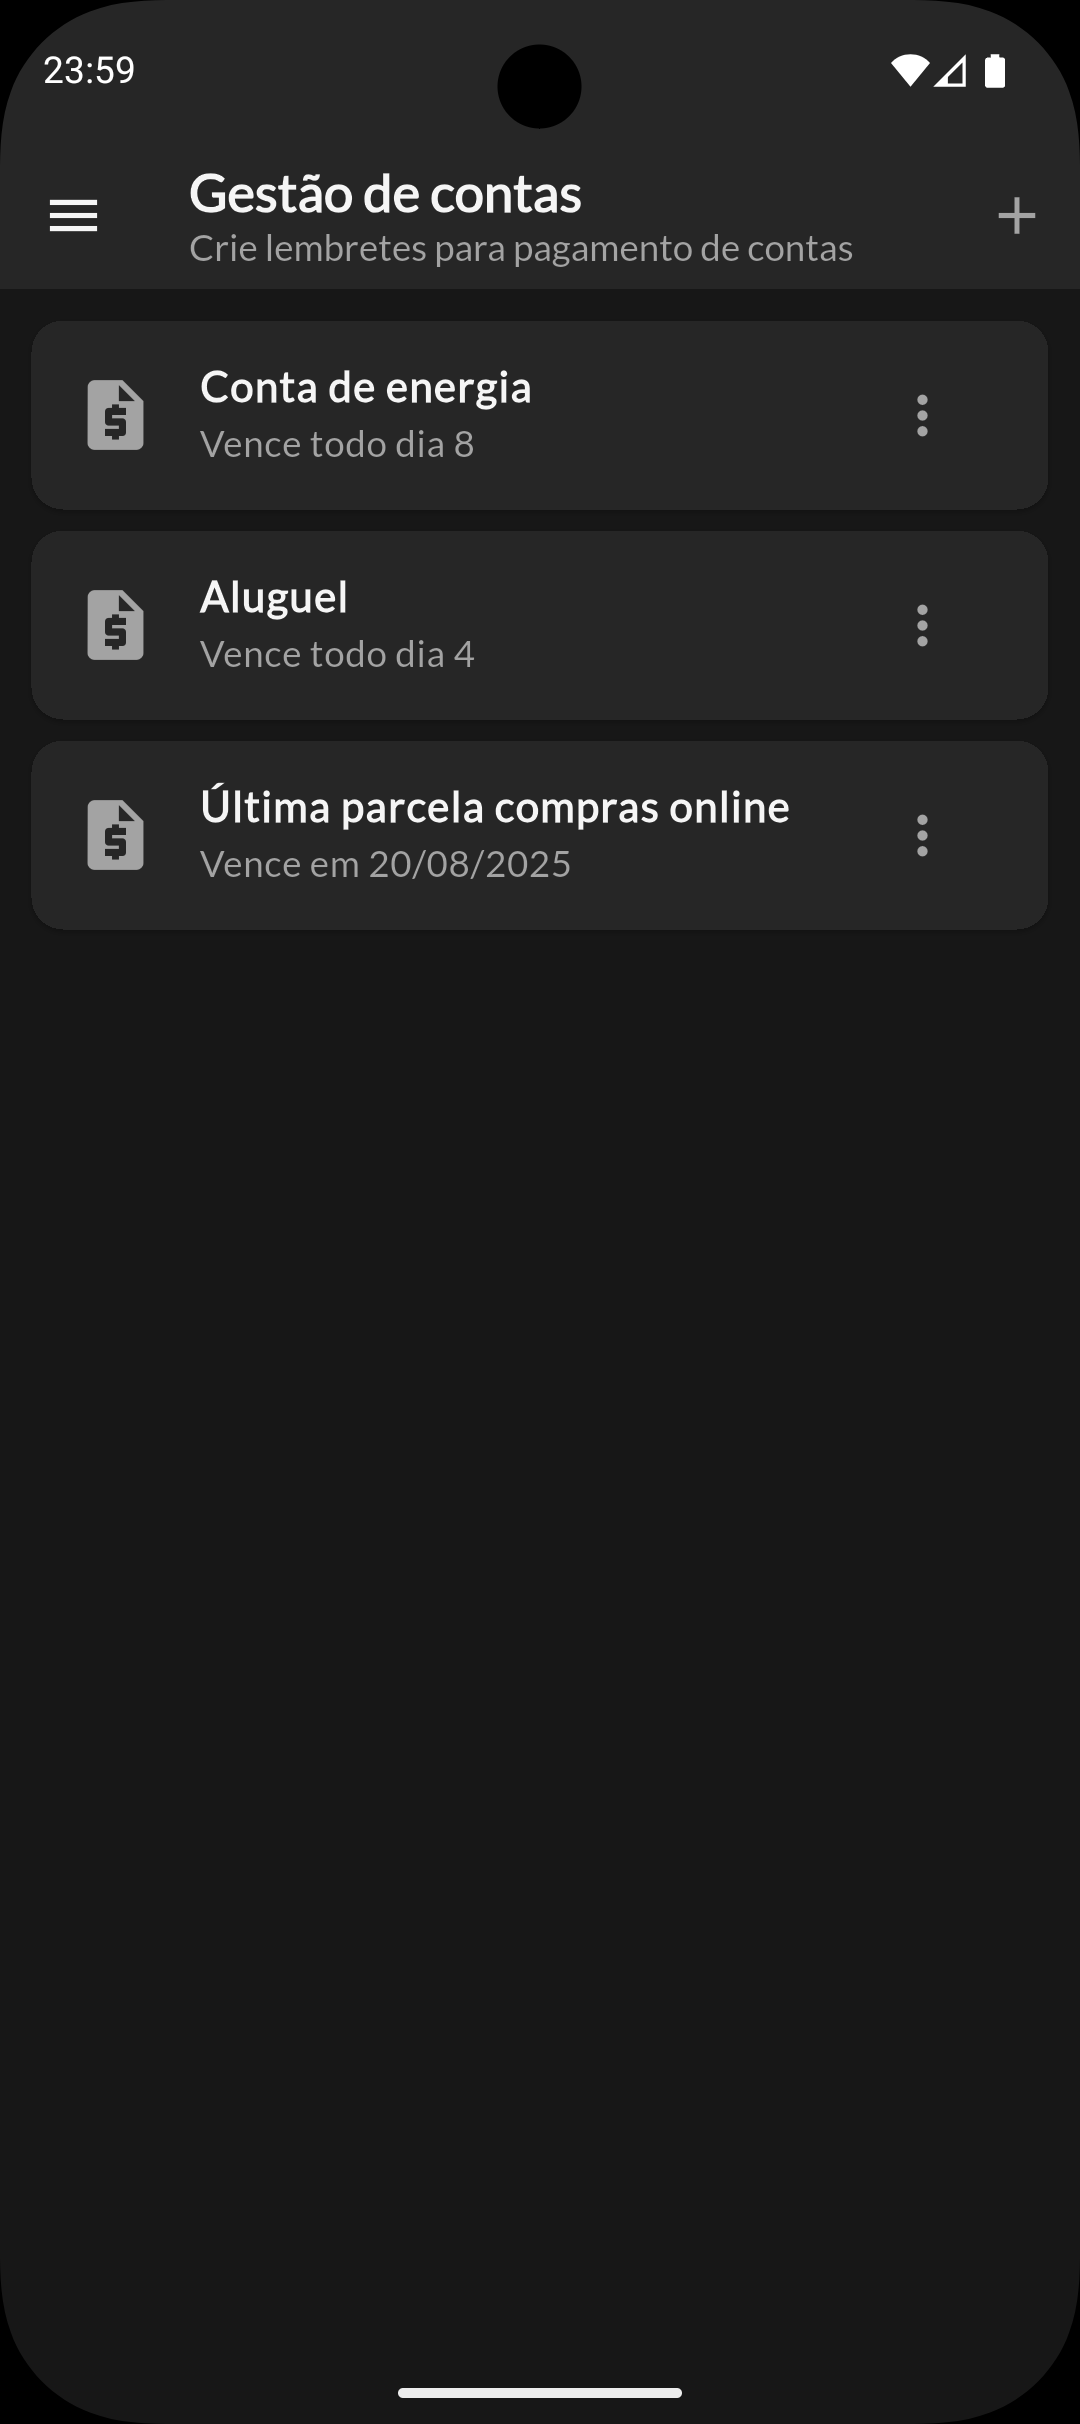 23:59
Gestão de contas
Crie lembretes para pagamento de contas
Conta de energia
Vence todo dia 8
Aluguel
Vence todo dia 4
Última parcela compras online
Vence em 20/08/2025